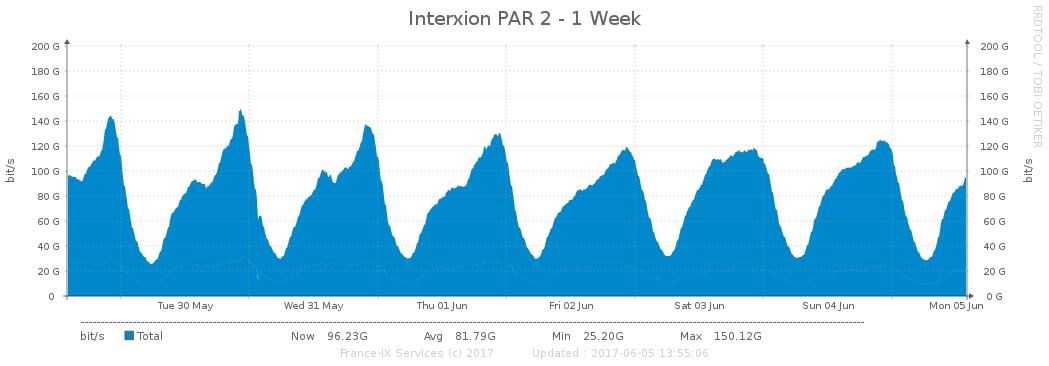 Interxion PAR 2 - 1 Week
RRDTOOL / TOBI OETIKER
bit/s
200 G 200 G
180 G 180 G
160 G 160 G
140 G 140 G
120 G 120 G
100 G 100 G
80 G 80 G
60 G 60 G
40 G 40 G
20 G 20 G
0 0 G
bit/s
Tue 30 May Wed 31 May Thu 01 Jun Fri 02 Jun Sat 03 Jun Sun 04 Jun Mon 05 Jun
bit/s Total Now 96.23G Avg 81.79G Min 25.20G Max 150.12G
France-IX Services (c) 2017 Updated : 2017-06-05 13:55:06